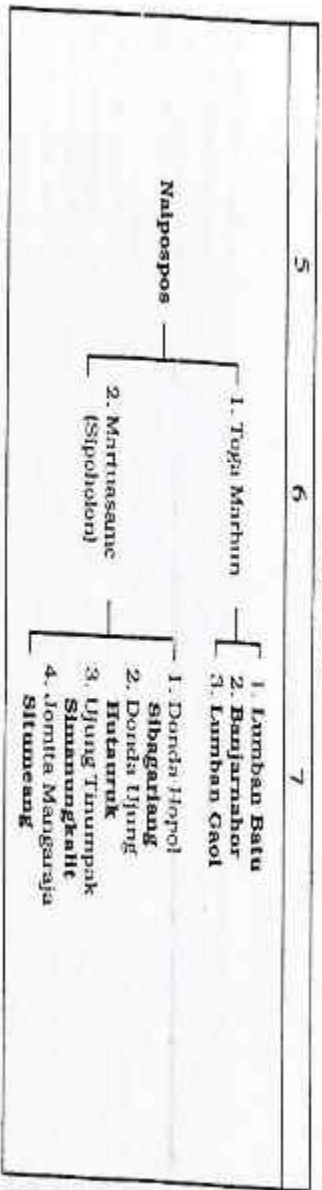 5 6 7
Naipospos
1. Toga Marbun
1. Lumban Batu
2. Banjarnahor
3. Lumban Gaol
2. Martuasame
(Sipoholon)
1. Donda Hopol
Sibagariang
2. Donda Ujung
Hutauruk
3. Ujung Tinumpak
Simanungkalit
4. Jomita Mangaraja
Situmeang